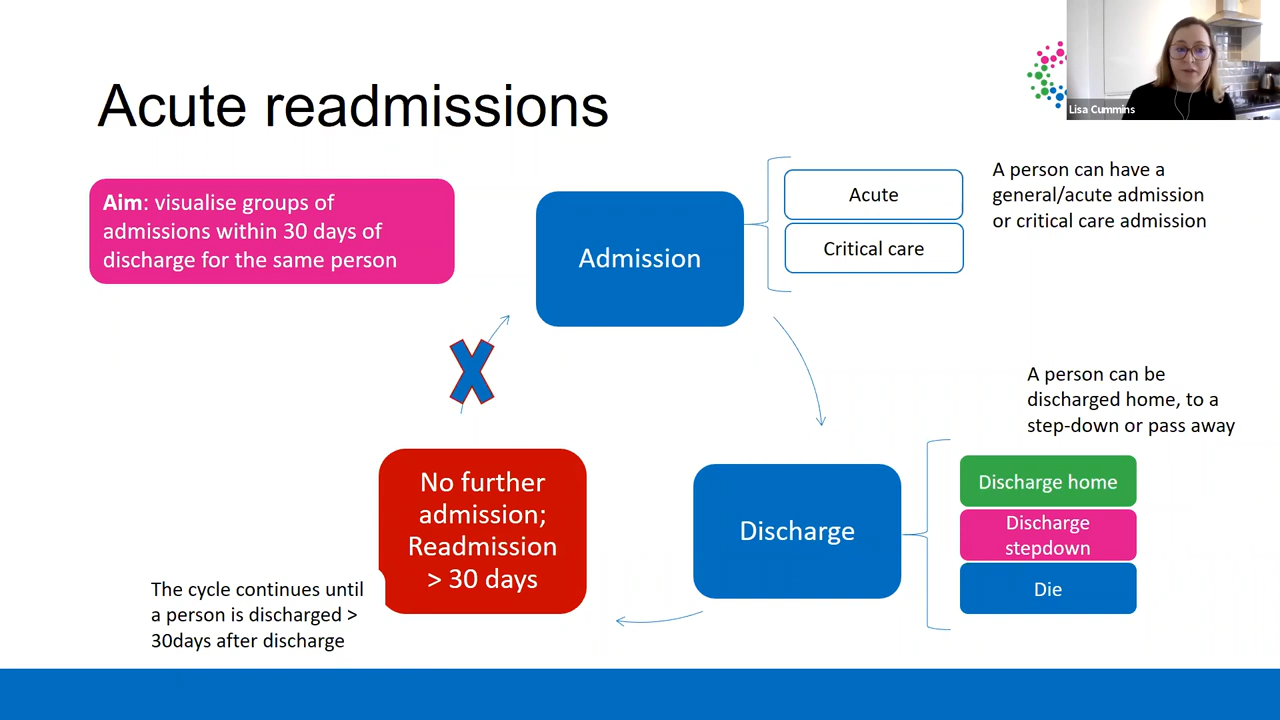 Lisa Cummins
Acute readmissions
Aim: visualise groups of
admissions within 30 days of
discharge for the same person
Admission
Acute
Critical care
A person can have a
general/acute admission
or critical care admission
A person can be
discharged home, to a
step-down or pass away
Discharge
Discharge home
Discharge
stepdown
Die
No further
admission;
Readmission
> 30 days
The cycle continues until
a person is discharged >
30days after discharge